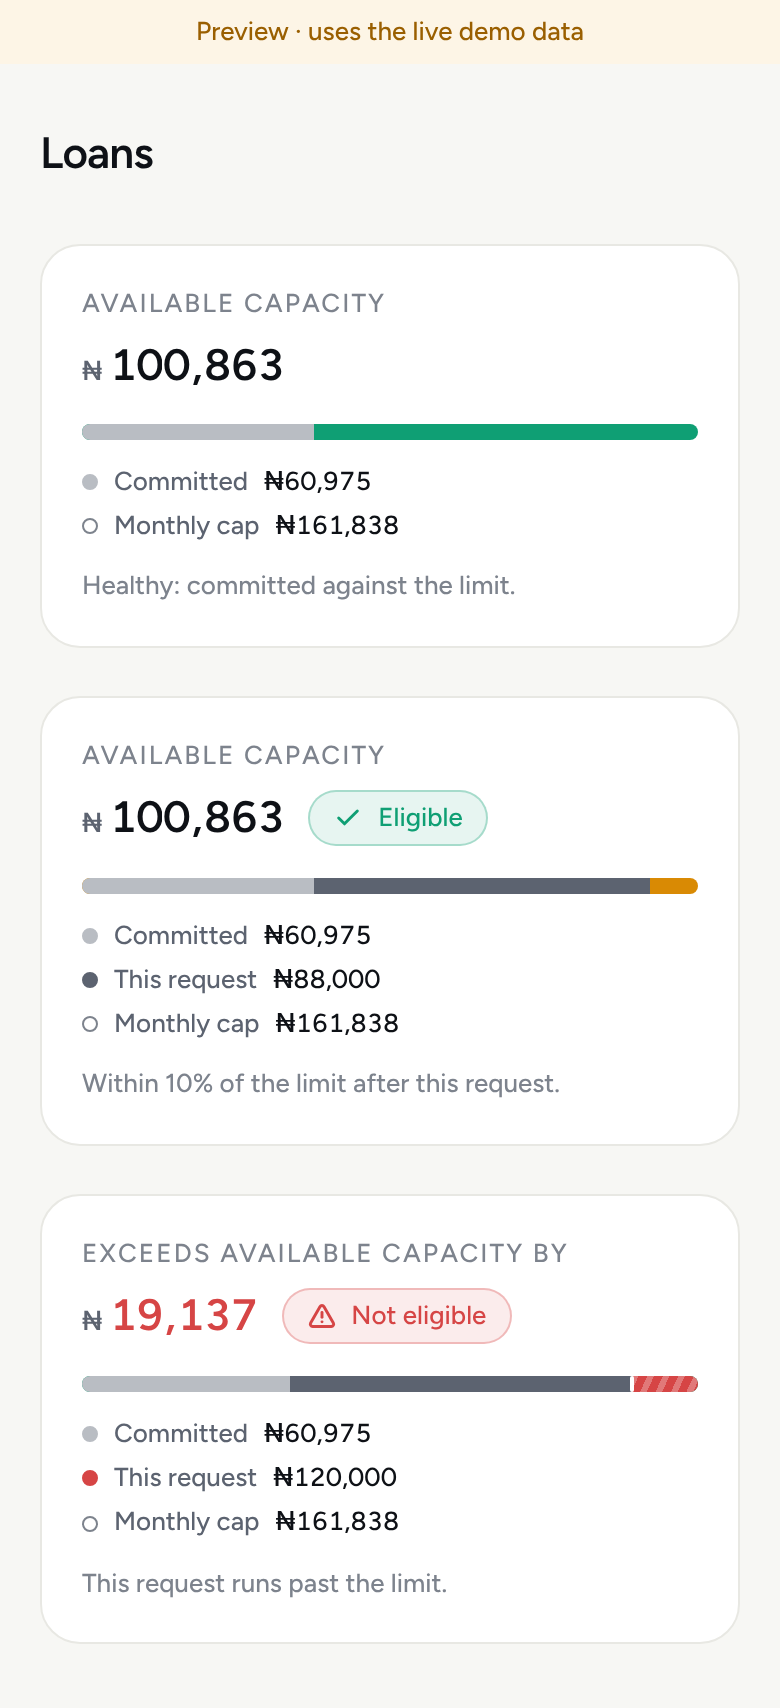 Preview · uses the live demo data
Loans
AVAILABLE CAPACITY
₦ 100,863
Committed ₦60,975
Monthly cap ₦161,838
Healthy: committed against the limit.
AVAILABLE CAPACITY
₦ 100,863 Eligible
Committed ₦60,975
This request ₦88,000
Monthly cap ₦161,838
Within 10% of the limit after this request.
EXCEEDS AVAILABLE CAPACITY BY
₦ 19,137 Not eligible
Committed ₦60,975
This request ₦120,000
Monthly cap ₦161,838
This request runs past the limit.